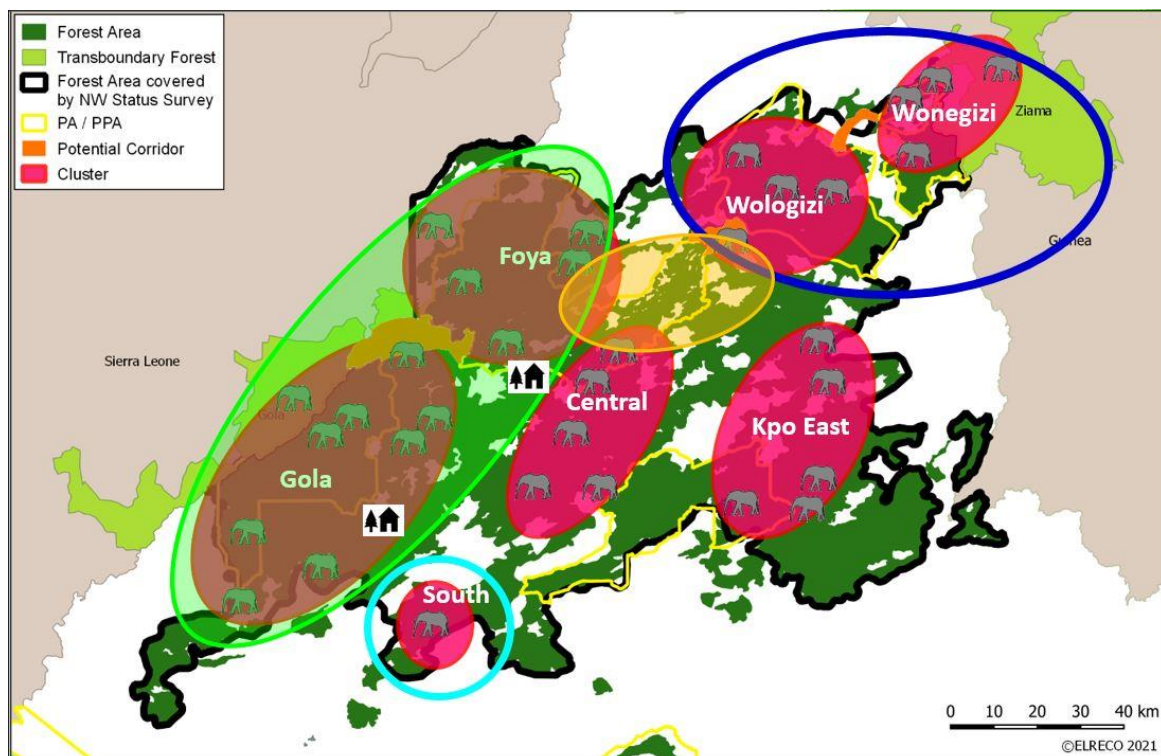 Forest Area
Transboundary Forest
Forest Area covered
by NW Status Survey
PA / PPA
Potential Corridor
Cluster
Wonegizi
Ziama
Wologizi
Guinea
Foya
Sierra Leone
Gola
Central
Kpo East
Gola
South
0 10 20 30 40 km
©ELRECO 2021